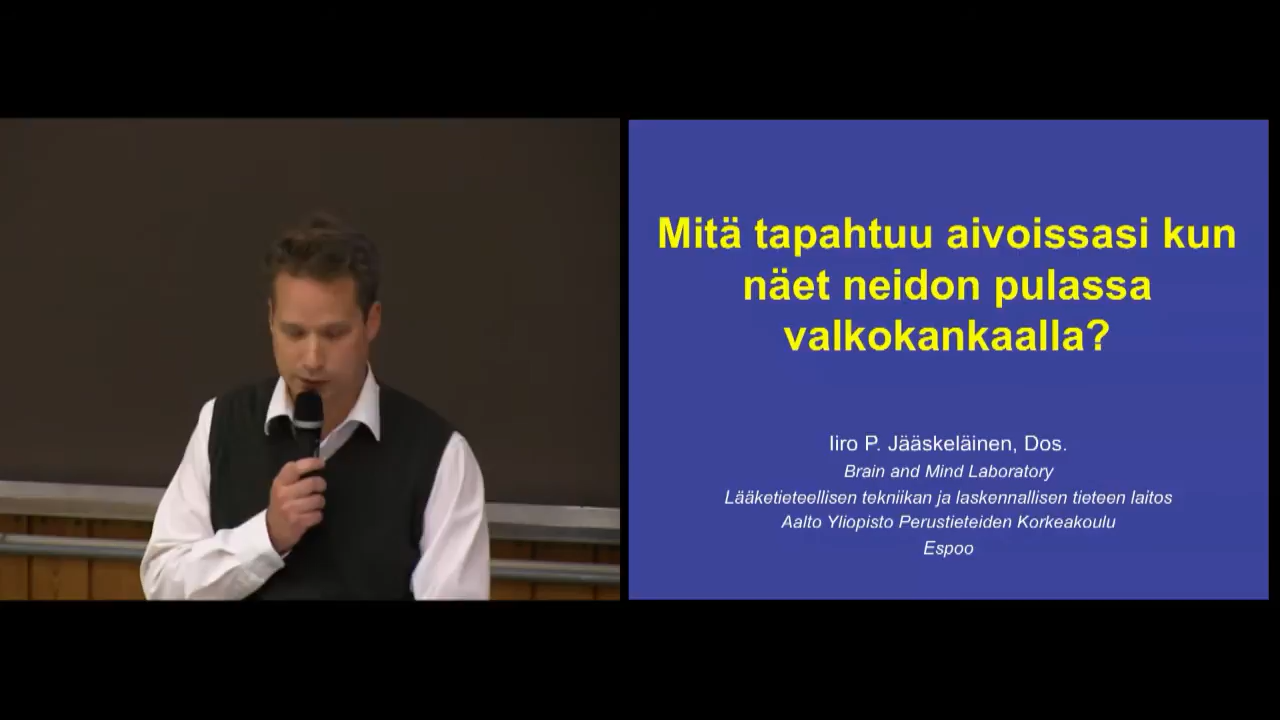 Mitä tapahtuu aivoissasi kun
näet neidon pulassa
valkokankaalla?
Iiro P. Jääskeläinen, Dos.
Brain and Mind Laboratory
Lääketieteellisen tekniikan ja laskennallisen tieteen laitos
Aalto Yliopisto Perustieteiden Korkeakoulu
Espoo